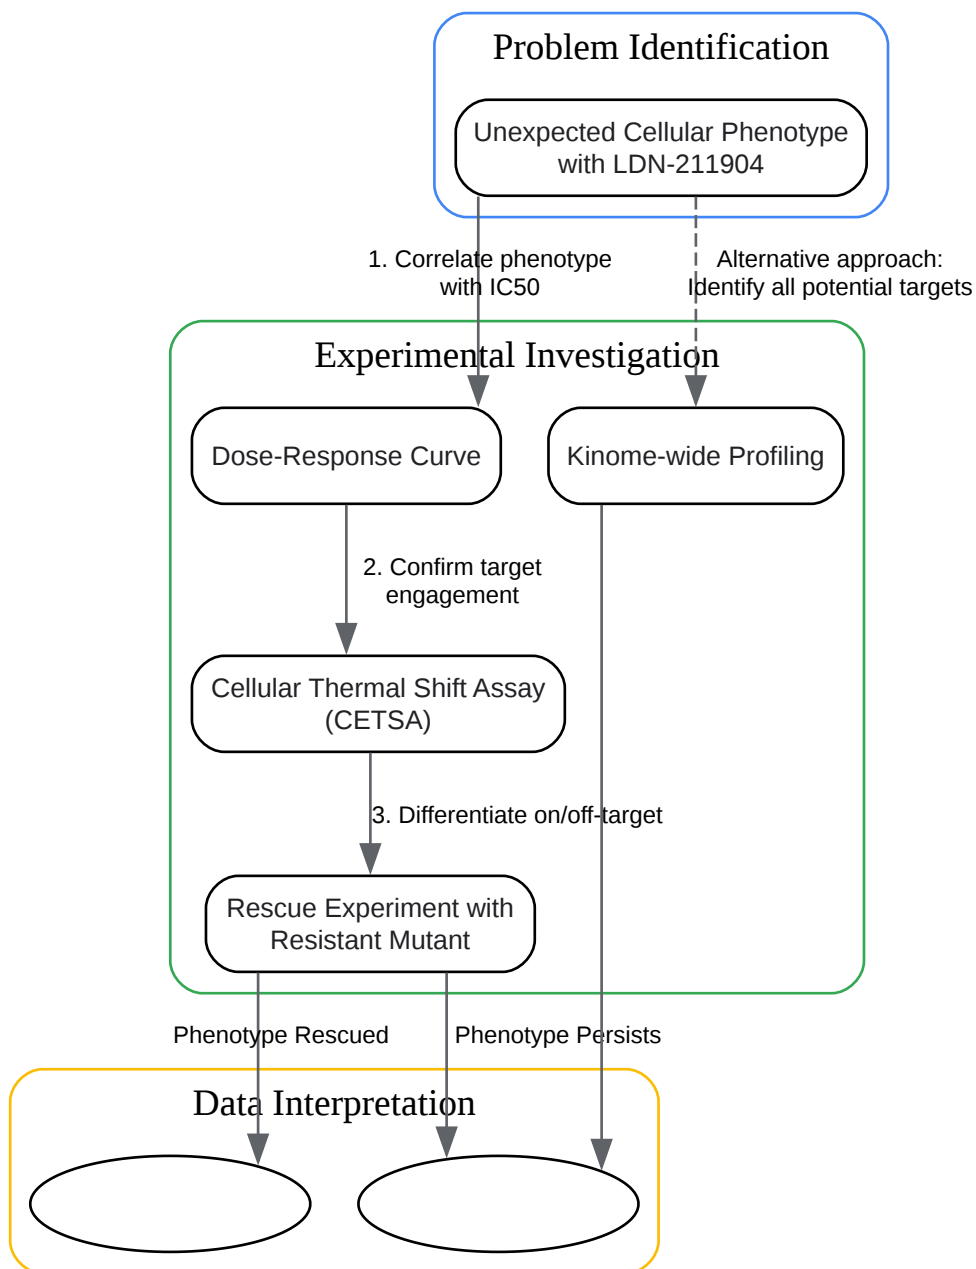 Problem Identification
Unexpected Cellular Phenotype
with LDN-211904
1. Correlate phenotype
with IC50
Alternative approach:
Identify all potential targets
Experimental Investigation
Dose-Response Curve
Kinome-wide Profiling
2. Confirm target
engagement
Cellular Thermal Shift Assay
(CETSA)
3. Differentiate on/off-target
Rescue Experiment with
Resistant Mutant
Phenotype Rescued
Phenotype Persists
Data Interpretation